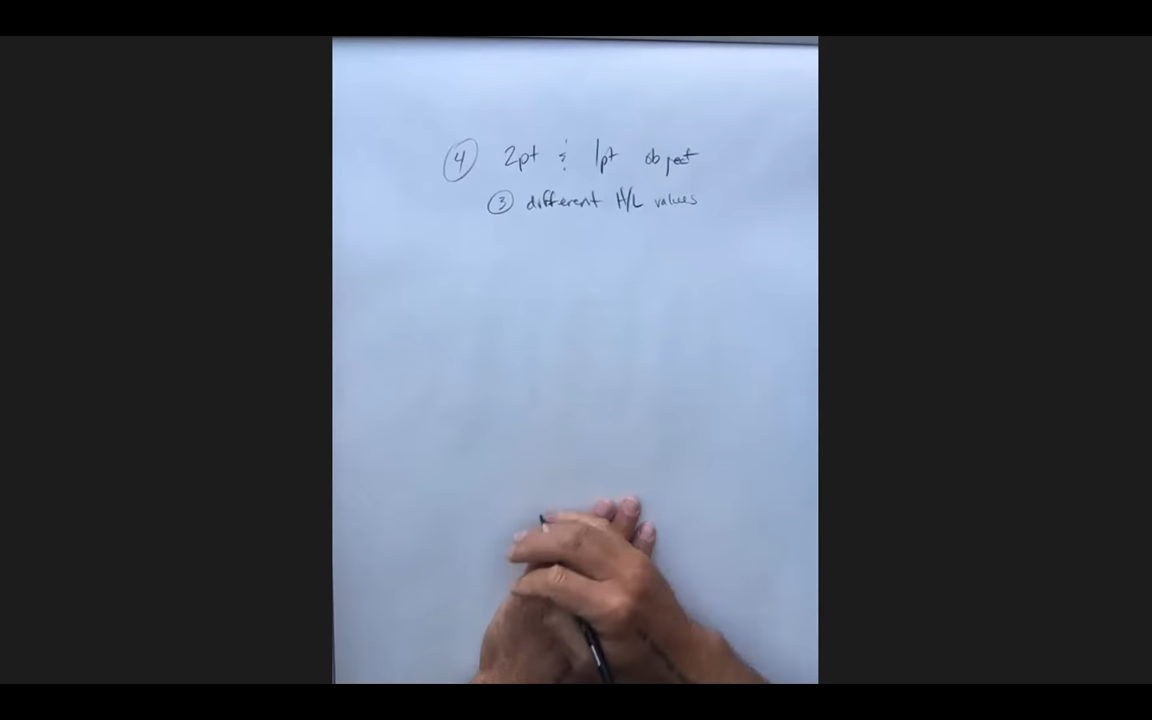 ④ 2pt & 1pt object
③ different H/L values